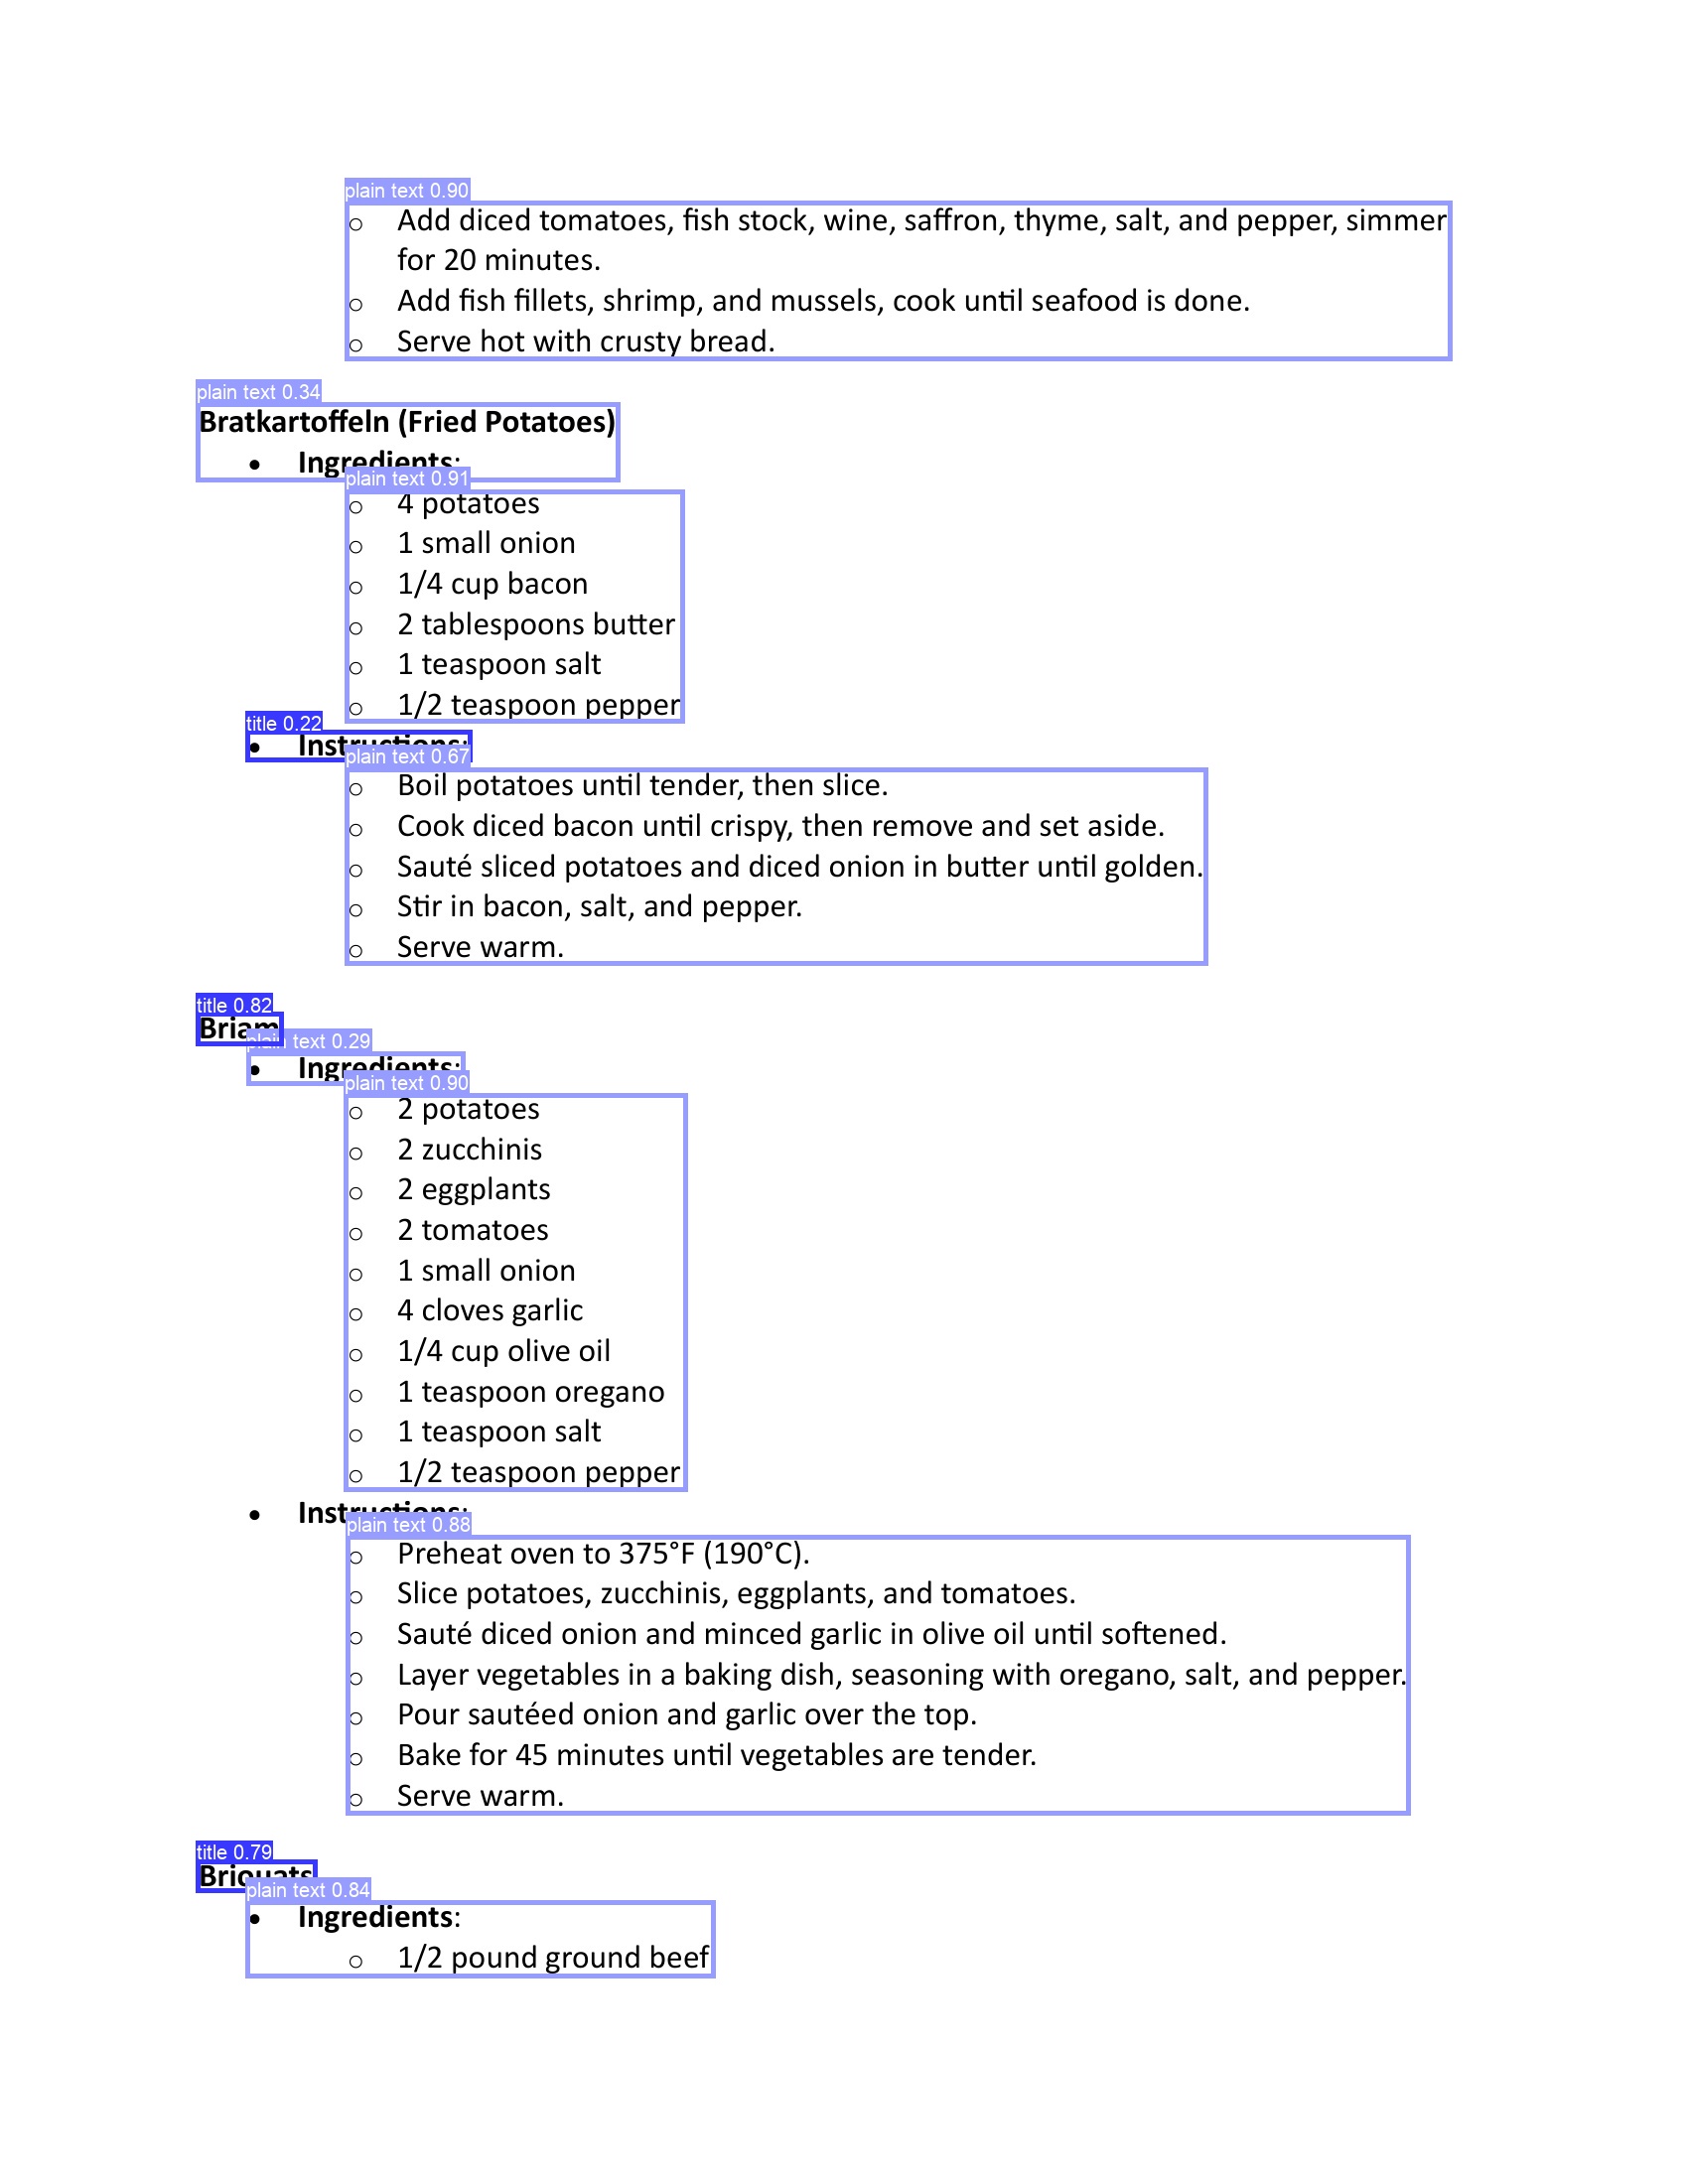 plain text 0.90
○ Add diced tomatoes, fish stock, wine, saffron, thyme, salt, and pepper, simmer
for 20 minutes.
○ Add fish fillets, shrimp, and mussels, cook until seafood is done.
○ Serve hot with crusty bread.
plain text 0.34
Bratkartoffeln (Fried Potatoes)
• Ingredients:
plain text 0.91
○ 4 potatoes
○ 1 small onion
○ 1/4 cup bacon
○ 2 tablespoons butter
○ 1 teaspoon salt
○ 1/2 teaspoon pepper
title 0.22
• Instructions:
plain text 0.67
○ Boil potatoes until tender, then slice.
○ Cook diced bacon until crispy, then remove and set aside.
○ Sauté sliced potatoes and diced onion in butter until golden.
○ Stir in bacon, salt, and pepper.
○ Serve warm.
title 0.82
Briam
plain text 0.29
• Ingredients:
plain text 0.90
○ 2 potatoes
○ 2 zucchinis
○ 2 eggplants
○ 2 tomatoes
○ 1 small onion
○ 4 cloves garlic
○ 1/4 cup olive oil
○ 1 teaspoon oregano
○ 1 teaspoon salt
○ 1/2 teaspoon pepper
• Instructions:
plain text 0.88
○ Preheat oven to 375°F (190°C).
○ Slice potatoes, zucchinis, eggplants, and tomatoes.
○ Sauté diced onion and minced garlic in olive oil until softened.
○ Layer vegetables in a baking dish, seasoning with oregano, salt, and pepper.
○ Pour sautéed onion and garlic over the top.
○ Bake for 45 minutes until vegetables are tender.
○ Serve warm.
title 0.79
Briouats
plain text 0.84
• Ingredients:
○ 1/2 pound ground beef